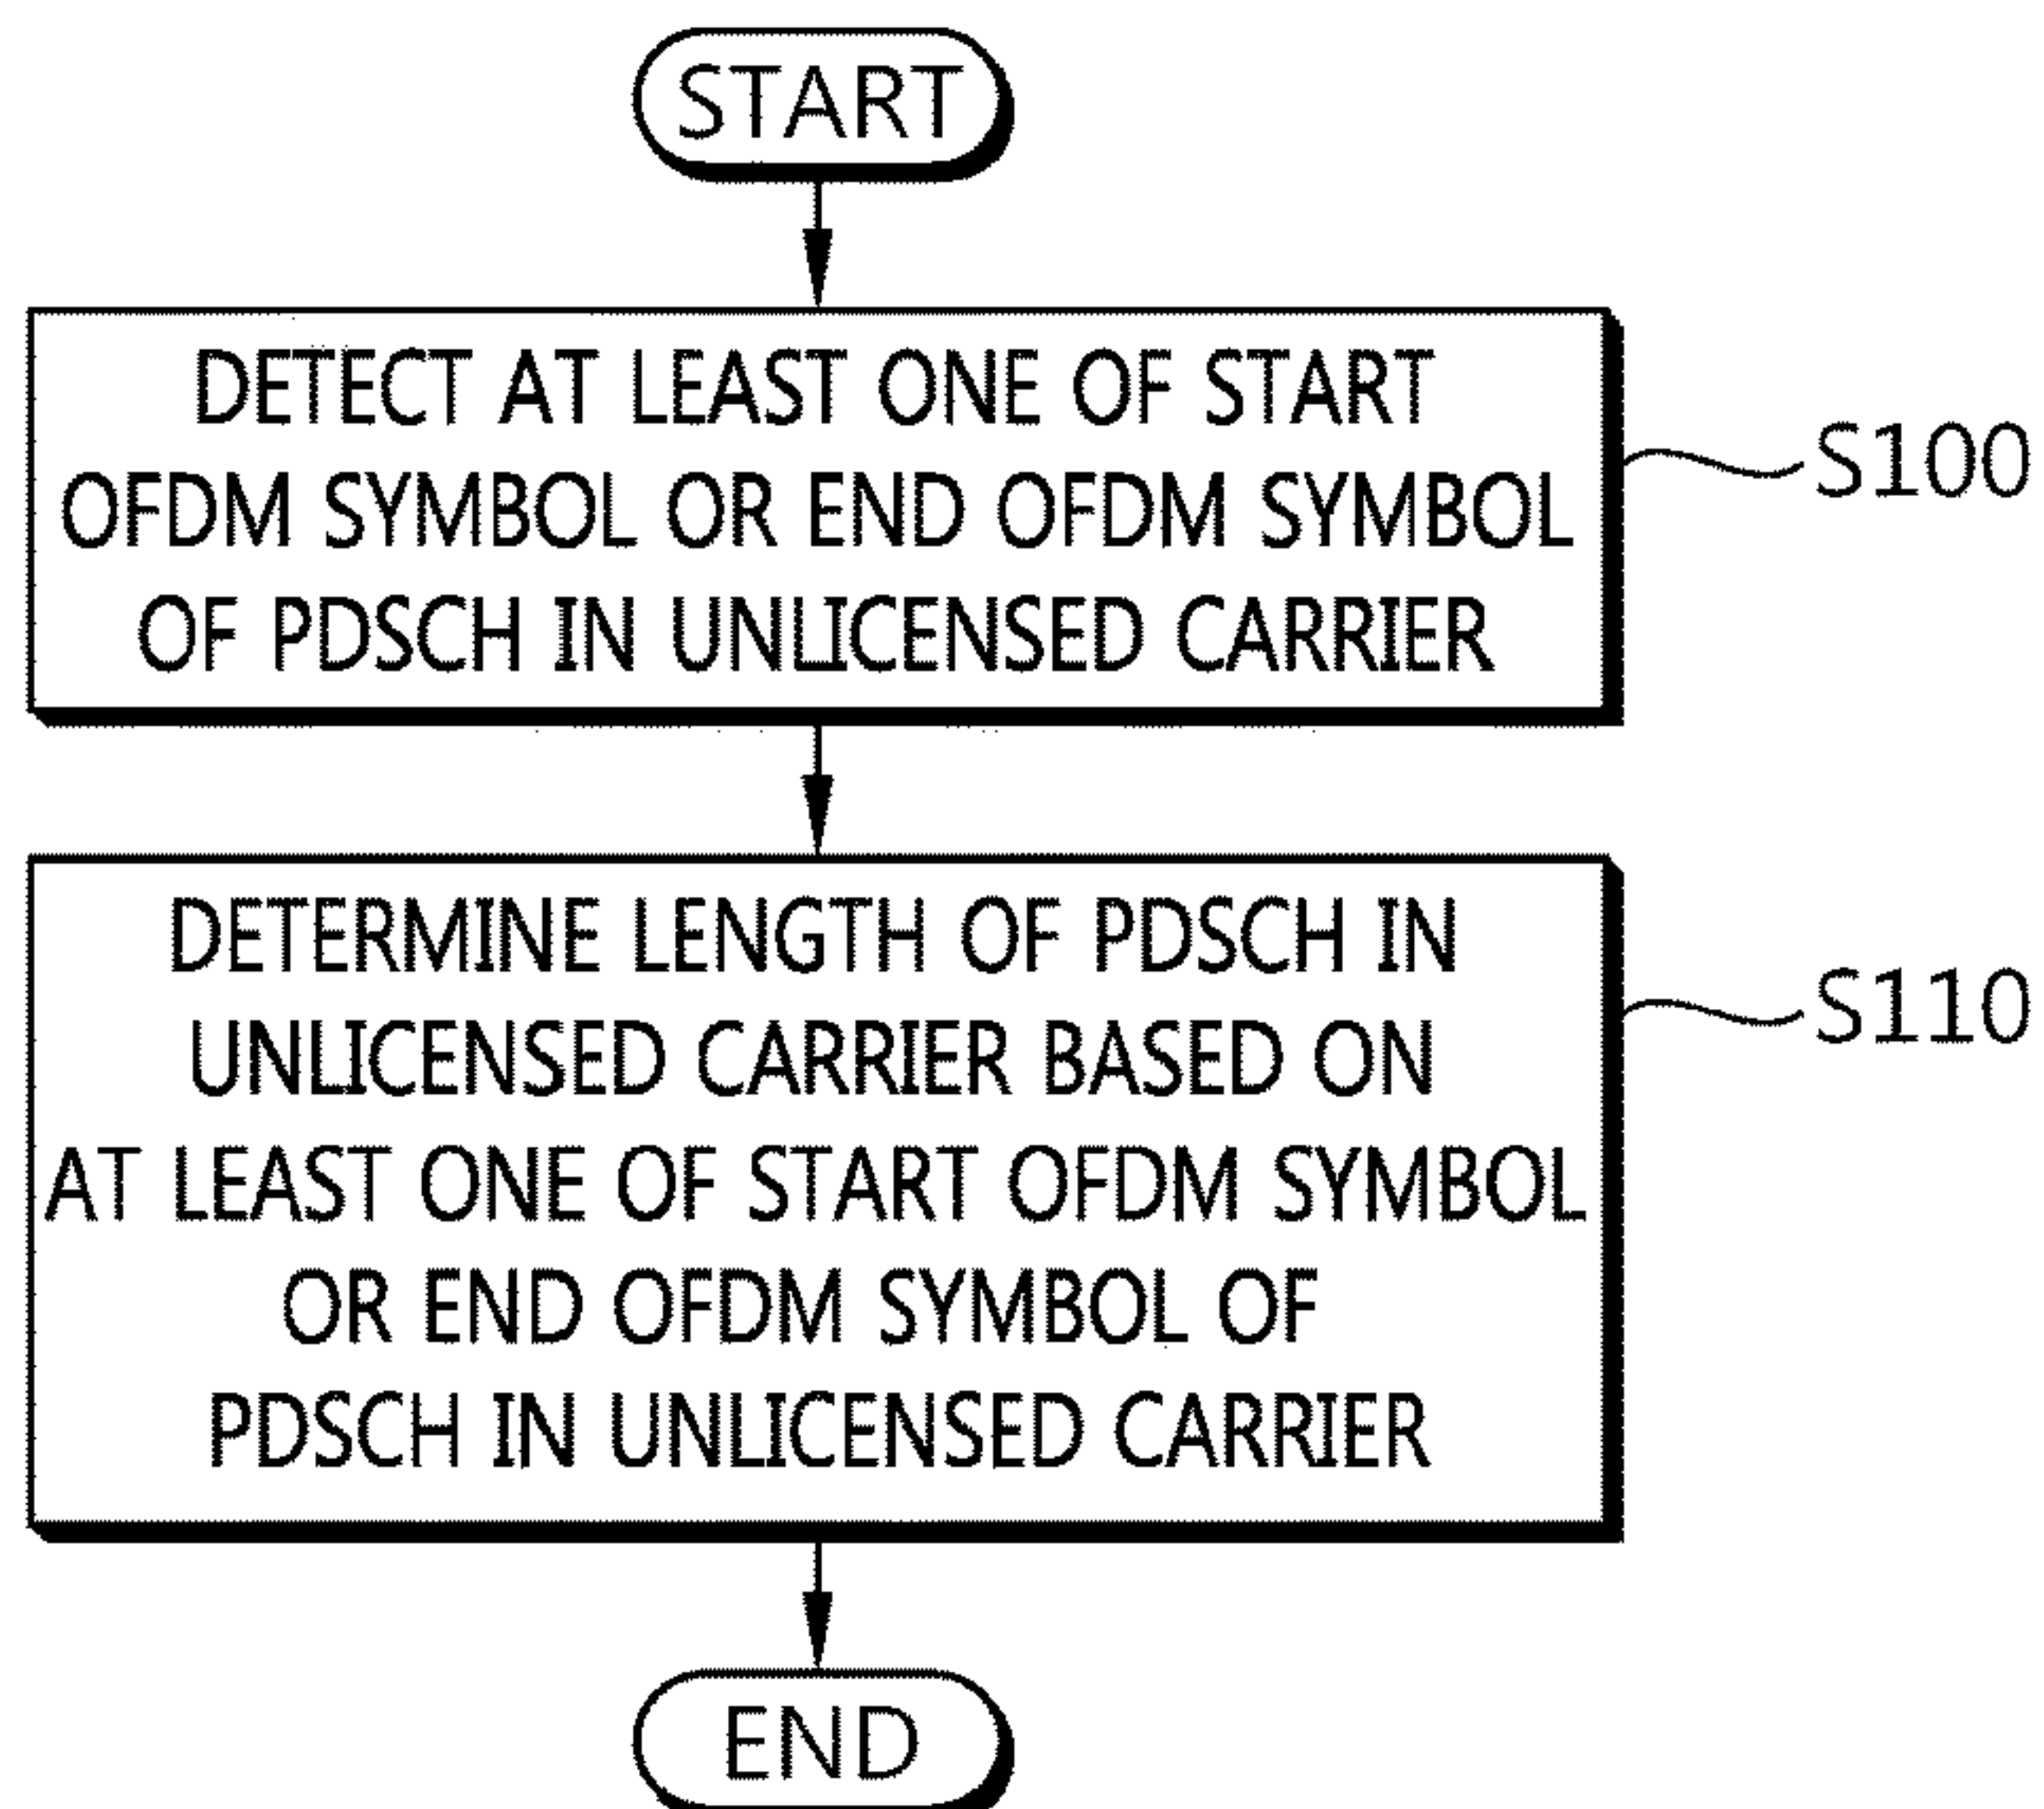 START
DETECT AT LEAST ONE OF START
OFDM SYMBOL OR END OFDM SYMBOL
OF PDSCH IN UNLICENSED CARRIER
S100
DETERMINE LENGTH OF PDSCH IN
UNLICENSED CARRIER BASED ON
AT LEAST ONE OF START OFDM SYMBOL
OR END OFDM SYMBOL OF
PDSCH IN UNLICENSED CARRIER
S110
END